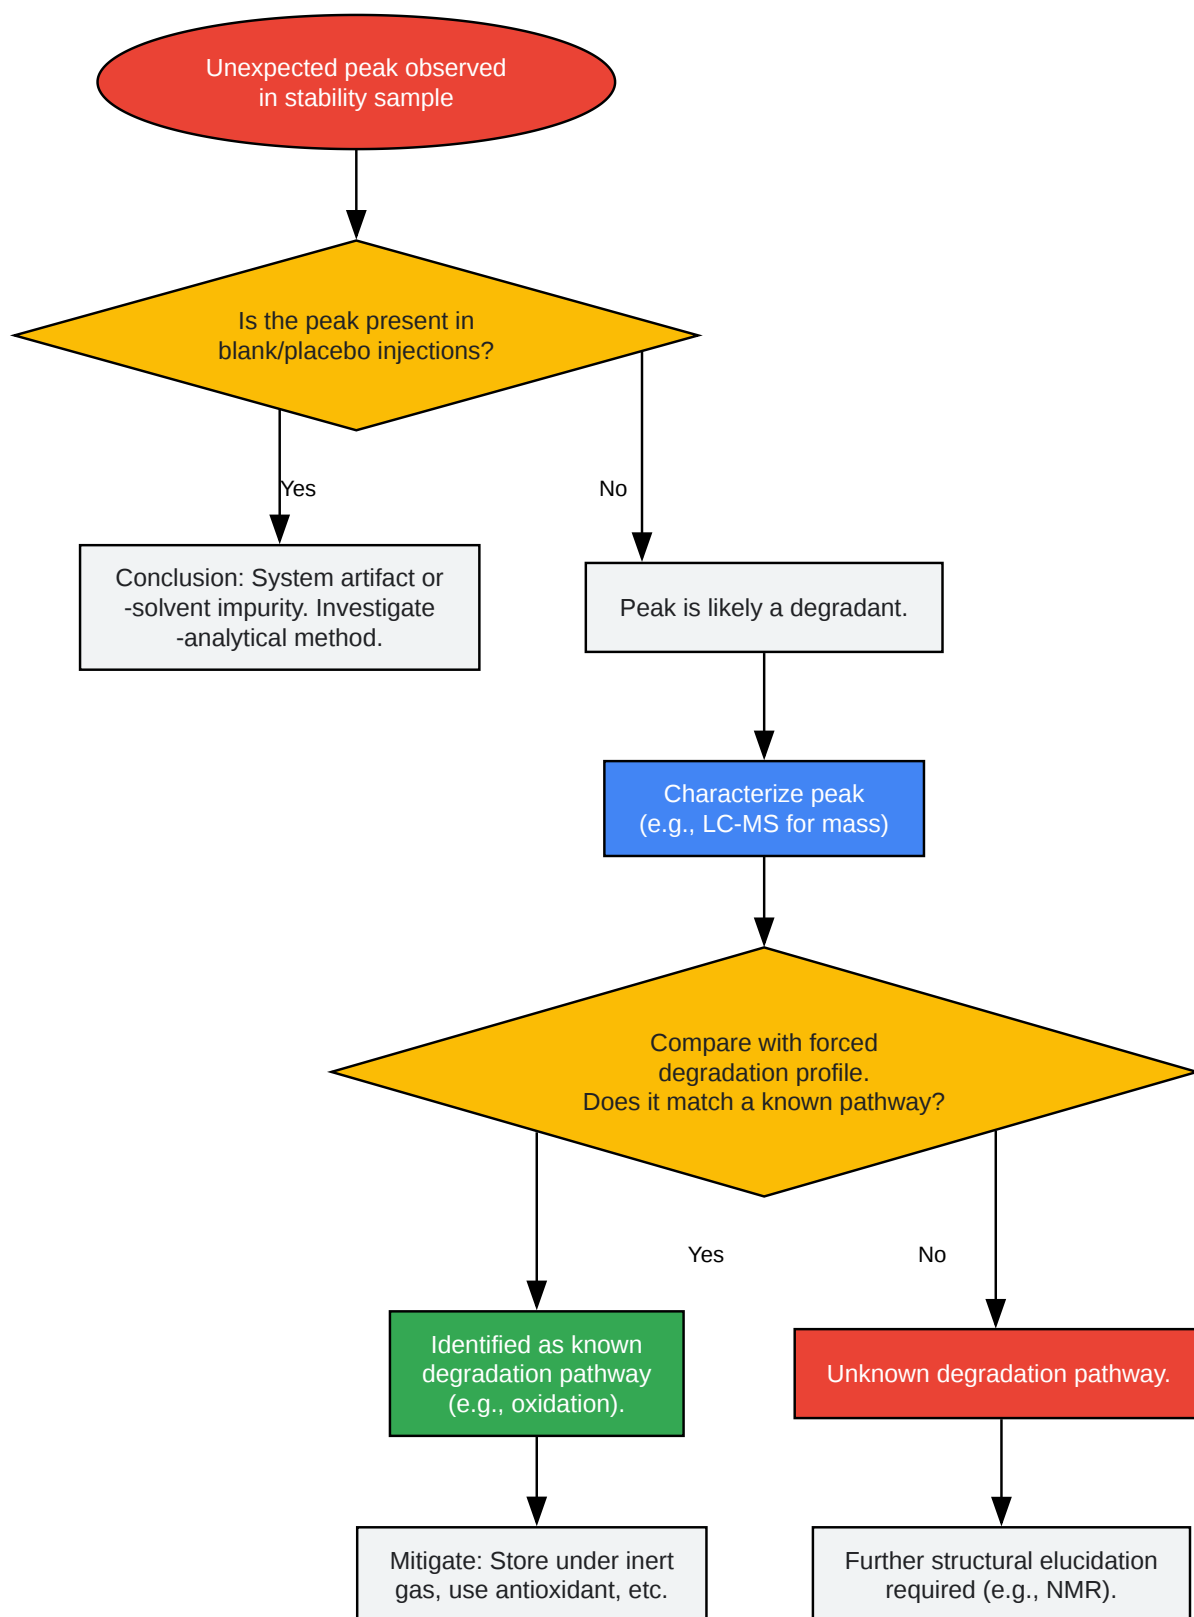 Unexpected peak observed
in stability sample
Is the peak present in
blank/placebo injections?
Yes
No
Conclusion: System artifact or
-solvent impurity. Investigate
-analytical method.
Peak is likely a degradant.
Characterize peak
(e.g., LC-MS for mass)
Compare with forced
degradation profile.
Does it match a known pathway?
Yes
No
Identified as known
degradation pathway
(e.g., oxidation).
Unknown degradation pathway.
Mitigate: Store under inert
gas, use antioxidant, etc.
Further structural elucidation
required (e.g., NMR).